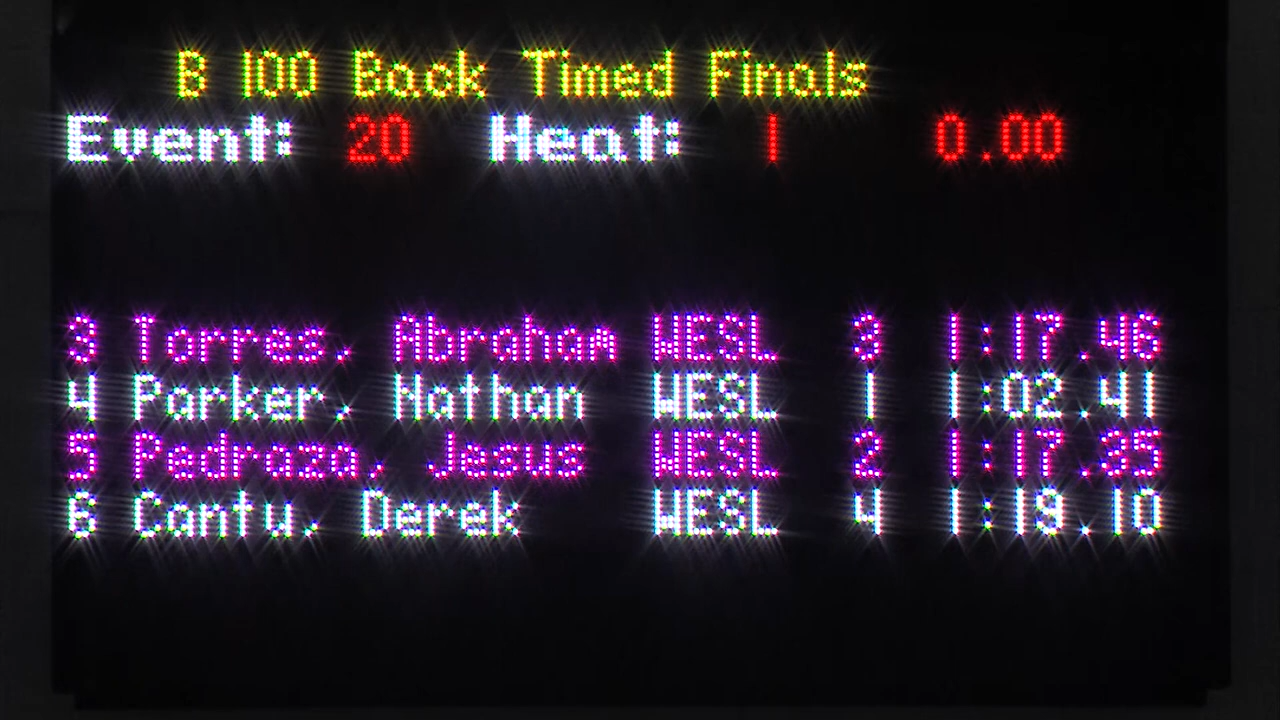 B 100 Back Timed Finals
Event: 20 Heat: 1 0.00
3 Torres, Abraham WESL 3 1:17.46
4 Parker, Nathan WESL 1 1:02.41
5 Pedraza, Jesus WESL 2 1:17.35
6 Cantu, Derek WESL 4 1:19.10